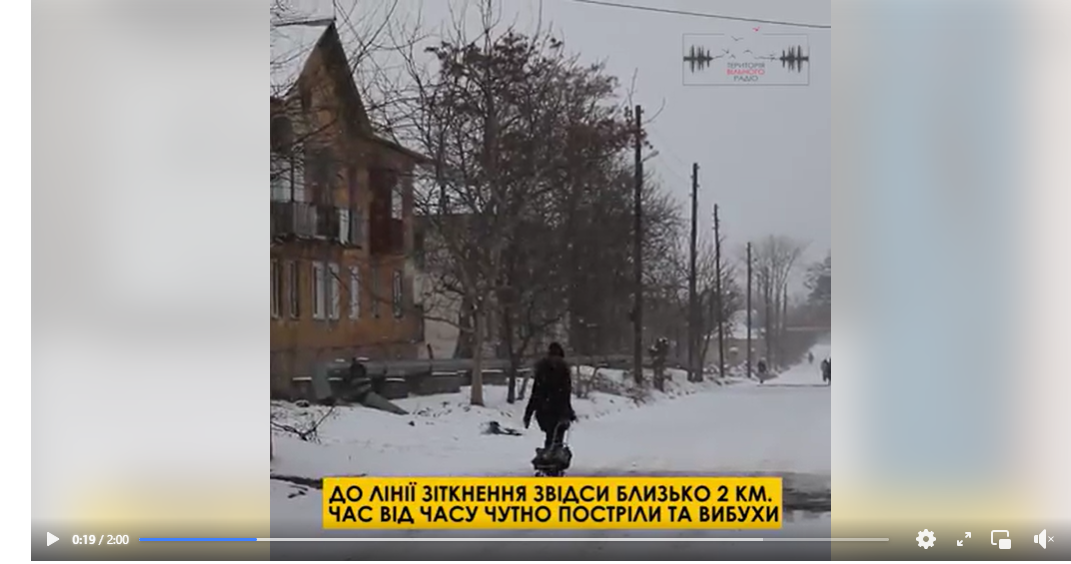 ТЕРИТОРІЯ
ВІЛЬНОГО
РАДІО
ДО ЛІНІЇ ЗІТКНЕННЯ ЗВІДСИ БЛИЗЬКО 2 КМ.
ЧАС ВІД ЧАСУ ЧУТНО ПОСТРІЛИ ТА ВИБУХИ
0:19 / 2:00